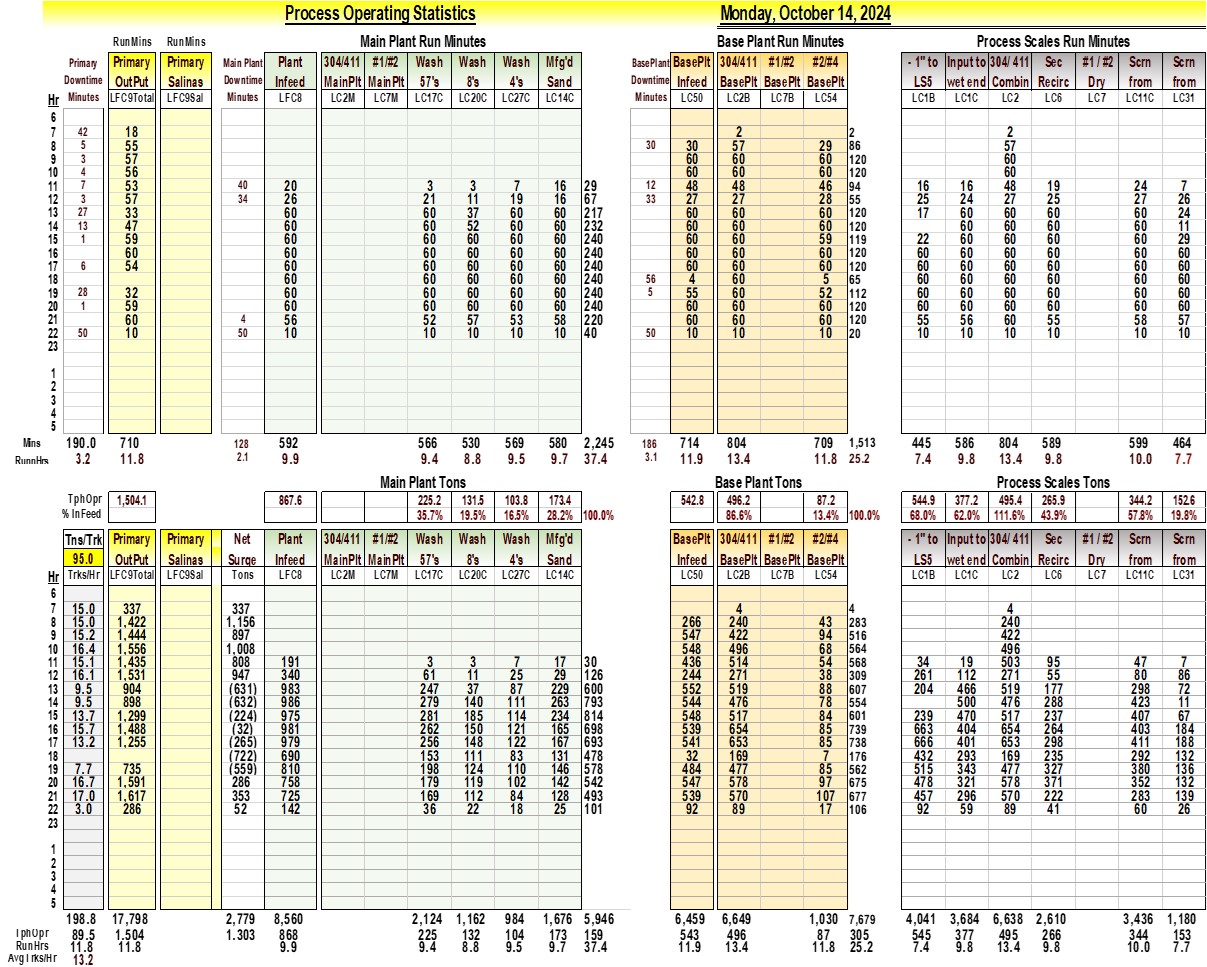 Process Operating Statistics Monday, October 14, 2024
RunMins RunMins Main Plant Run Minutes Base Plant Run Minutes Process Scales Run Minutes
Primary Primary Primary Main Plant Plant 304/411 #1/#2 Wash Wash Wash Mfg'd BasePlant BasePlt 304/411 #1/#2 #2/#4 - 1" to Input to 304/ 411 Sec #1 / #2 Scrn Scrn
Downtime OutPut Salinas Downtime Infeed MainPlt MainPlt 57's 8's 4's Sand Downtime Infeed BasePlt BasePlt BasePlt LS5 wet end Combin Recirc Dry from from
Hr Minutes LFC9Total LFC9Sal Minutes LFC8 LC2M LC7M LC17C LC20C LC27C LC14C Minutes LC50 LC2B LC7B LC54 LC1B LC1C LC2 LC6 LC7 LC11C LC31
6
7 42 18 2 2 2
8 5 55 30 30 57 29 86 57
9 3 57 60 60 60 120 60
10 4 56 60 60 60 120 60
11 7 53 40 20 3 3 7 16 29 12 48 48 46 94 16 16 48 19 24 7
12 3 57 34 26 21 11 19 16 67 33 27 27 28 55 25 24 27 25 27 26
13 27 33 60 60 37 60 60 217 60 60 60 120 17 60 60 60 60 24
14 13 47 60 60 52 60 60 232 60 60 60 120 60 60 60 60 11
15 1 59 60 60 60 60 60 240 60 60 59 119 22 60 60 60 60 29
16 60 60 60 60 60 60 240 60 60 60 120 60 60 60 60 60 60
17 6 54 60 60 60 60 60 240 60 60 60 120 60 60 60 60 60 60
18 60 60 60 60 60 240 56 4 60 5 65 60 60 60 60 60 60
19 28 32 60 60 60 60 60 240 5 55 60 52 112 60 60 60 60 60 60
20 1 59 60 60 60 60 60 240 60 60 60 120 60 60 60 60 60 60
21 60 4 56 52 57 53 58 220 60 60 60 120 55 56 60 55 58 57
22 50 10 50 10 10 10 10 10 40 50 10 10 10 20 10 10 10 10 10 10
23
1
2
3
4
5
Mins 190.0 710 128 592 566 530 569 580 2,245 186 714 804 709 1,513 445 586 804 589 599 464
RunnHrs 3.2 11.8 2.1 9.9 9.4 8.8 9.5 9.7 37.4 3.1 11.9 13.4 11.8 25.2 7.4 9.8 13.4 9.8 10.0 7.7
Main Plant Tons Base Plant Tons Process Scales Tons
TphOpr 1,504.1 867.6 225.2 131.5 103.8 173.4 542.8 496.2 87.2 544.9 377.2 495.4 265.9 344.2 152.6
% InFeed 35.7% 19.5% 16.5% 28.2% 100.0% 86.6% 13.4% 100.0% 68.0% 62.0% 111.6% 43.9% 57.8% 19.8%
Tns/Trk Primary Primary Net Plant 304/411 #1/#2 Wash Wash Wash Mfg'd BasePlt 304/411 #1/#2 #2/#4 - 1" to Input to 304/ 411 Sec #1 / #2 Scrn Scrn
95.0 OutPut Salinas Surge Infeed MainPlt MainPlt 57's 8's 4's Sand Infeed BasePlt BasePlt BasePlt LS5 wet end Combin Recirc Dry from from
Hr Trks/Hr LFC9Total LFC9Sal Tons LFC8 LC2M LC7M LC17C LC20C LC27C LC14C LC50 LC2B LC7B LC54 LC1B LC1C LC2 LC6 LC7 LC11C LC31
6
7 15.0 337 337 4 4 4
8 15.0 1,422 1,156 266 240 43 283 240
9 15.2 1,444 897 547 422 94 516 422
10 16.4 1,556 1,008 548 496 68 564 496
11 15.1 1,435 808 191 3 3 7 17 30 436 514 54 568 34 19 503 95 47 7
12 16.1 1,531 947 340 61 11 25 29 126 244 271 38 309 261 112 271 55 80 86
13 9.5 904 (631) 983 247 37 87 229 600 552 519 88 607 204 466 519 177 298 72
14 9.5 898 (632) 986 279 140 111 263 793 544 476 78 554 500 476 288 423 11
15 13.7 1,299 (224) 975 281 185 114 234 814 548 517 84 601 239 470 517 237 407 67
16 15.7 1,488 (32) 981 262 150 121 165 698 539 654 85 739 663 404 654 264 403 184
17 13.2 1,255 (265) 979 256 148 122 167 693 541 653 85 738 666 401 653 298 411 188
18 (722) 690 153 111 83 131 478 32 169 7 176 432 293 169 235 292 132
19 7.7 735 (559) 810 198 124 110 146 578 484 477 85 562 515 343 477 327 380 136
20 16.7 1,591 286 758 179 119 102 142 542 547 578 97 675 478 321 578 371 352 132
21 17.0 1,617 353 725 169 112 84 128 493 539 570 107 677 457 296 570 222 283 139
22 3.0 286 52 142 36 22 18 25 101 92 89 17 106 92 59 89 41 60 26
23
1
2
3
4
5
198.8 17,798 2,779 8,560 2,124 1,162 984 1,676 5,946 6,459 6,649 1,030 7,679 4,041 3,684 6,638 2,610 3,436 1,180
TphOpr 89.5 1,504 1,303 868 225 132 104 173 159 543 496 87 305 545 377 495 266 344 153
RunHrs 11.8 11.8 9.9 9.4 8.8 9.5 9.7 37.4 11.9 13.4 11.8 25.2 7.4 9.8 13.4 9.8 10.0 7.7
AvgTrks/Hr 13.2